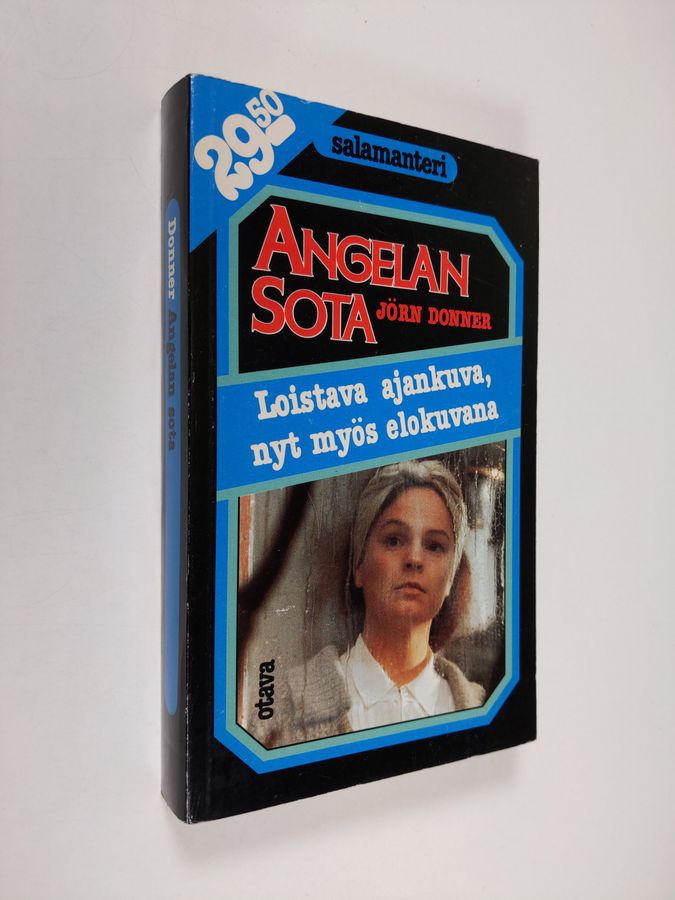 29.50
salamanteri
ANGELAN
SOTA
JÖRN DONNER
Loistava ajankuva,
nyt myös elokuvana
otava
Donner Angelan sota